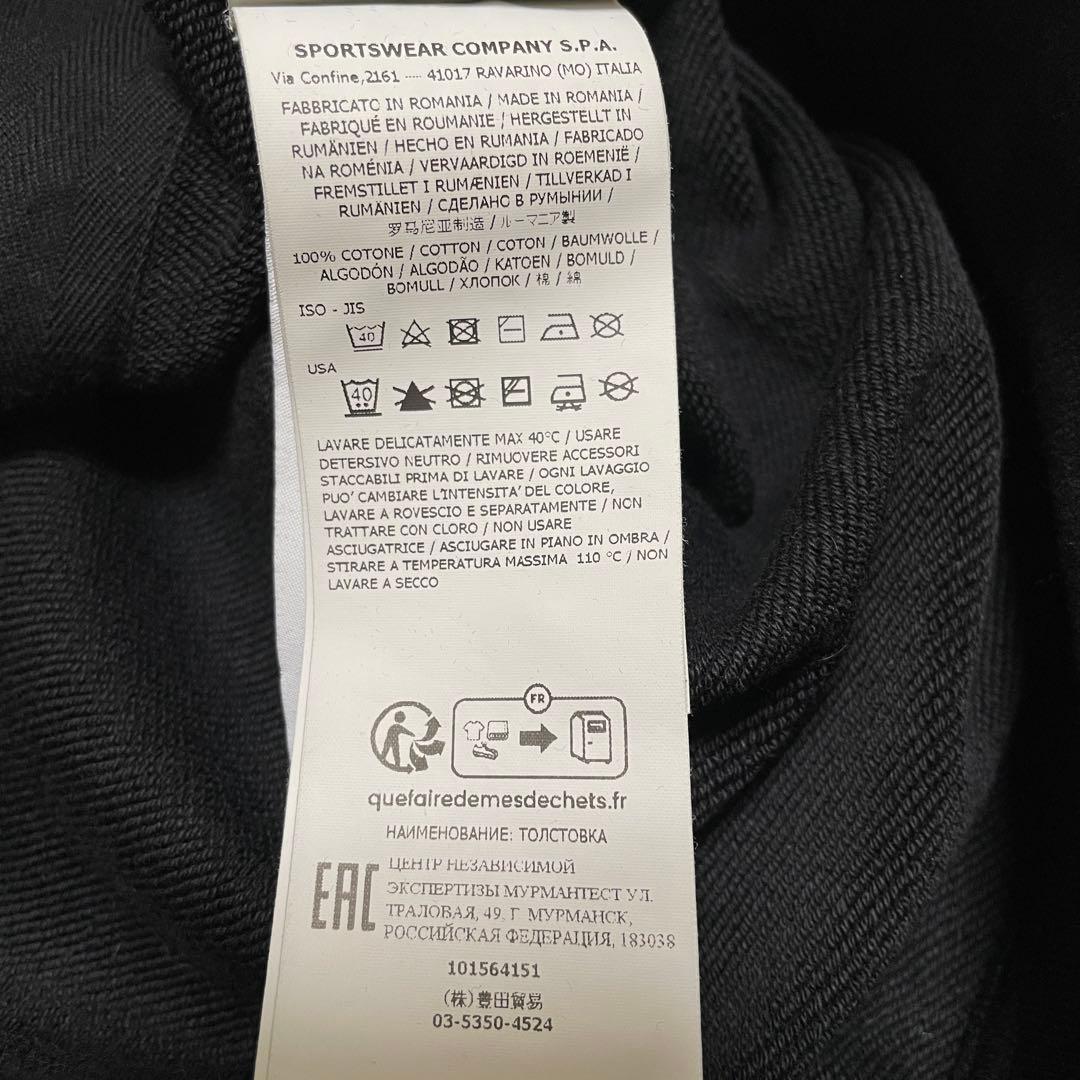 SPORTSWEAR COMPANY S.P.A.
Via Confine,2161 ---- 41017 RAVARINO (MO) ITALIA
FABBRICATO IN ROMANIA / MADE IN ROMANIA /
FABRIQUÉ EN ROUMANIE / HERGESTELLT IN
RUMÄNIEN / HECHO EN RUMANIA / FABRICADO
NA ROMÉNIA / VERVAARDIGD IN ROEMENIË /
FREMSTILLET I RUMÆNIEN / TILLVERKAD I
RUMÄNIEN / СДЕЛАНО В РУМЫНИИ /
罗马尼亚制造 / ルーマニア製
100% COTONE / COTTON / COTON / BAUMWOLLE /
ALGODÓN / ALGODÃO / KATOEN / BOMULD /
BOMULL / ХЛОПОК / 棉 / 綿
ISO - JIS
40
USA
40
LAVARE DELICATAMENTE MAX 40°C / USARE
DETERSIVO NEUTRO / RIMUOVERE ACCESSORI
STACCABILI PRIMA DI LAVARE / OGNI LAVAGGIO
PUO' CAMBIARE L'INTENSITA' DEL COLORE,
LAVARE A ROVESCIO E SEPARATAMENTE / NON
TRATTARE CON CLORO / NON USARE
ASCIUGATRICE / ASCIUGARE IN PIANO IN OMBRA /
STIRARE A TEMPERATURA MASSIMA 110 °C / NON
LAVARE A SECCO
FR
quefairedemesdechets.fr
НАИМЕНОВАНИЕ: ТОЛСТОВКА
EAC
ЦЕНТР НЕЗАВИСИМОЙ
ЭКСПЕРТИЗЫ МУРМАНТЕСТ УЛ.
ТРАЛОВАЯ, 49, Г. МУРМАНСК,
РОССИЙСКАЯ ФЕДЕРАЦИЯ, 183038
101564151
(株)豊田貿易
03-5350-4524